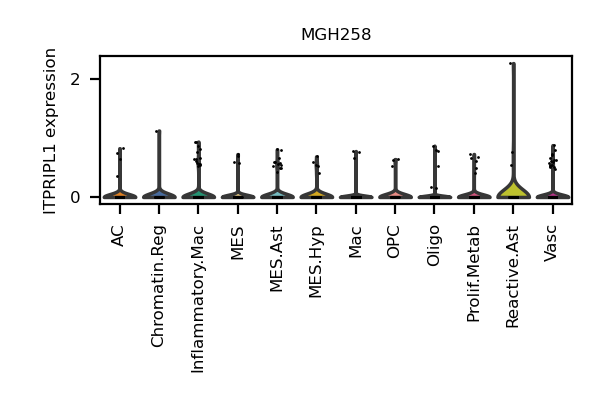 MGH258
ITPRIPL1 expression
2
0
AC
Chromatin.Reg
Inflammatory.Mac
MES
MES.Ast
MES.Hyp
Mac
OPC
Oligo
Prolif.Metab
Reactive.Ast
Vasc